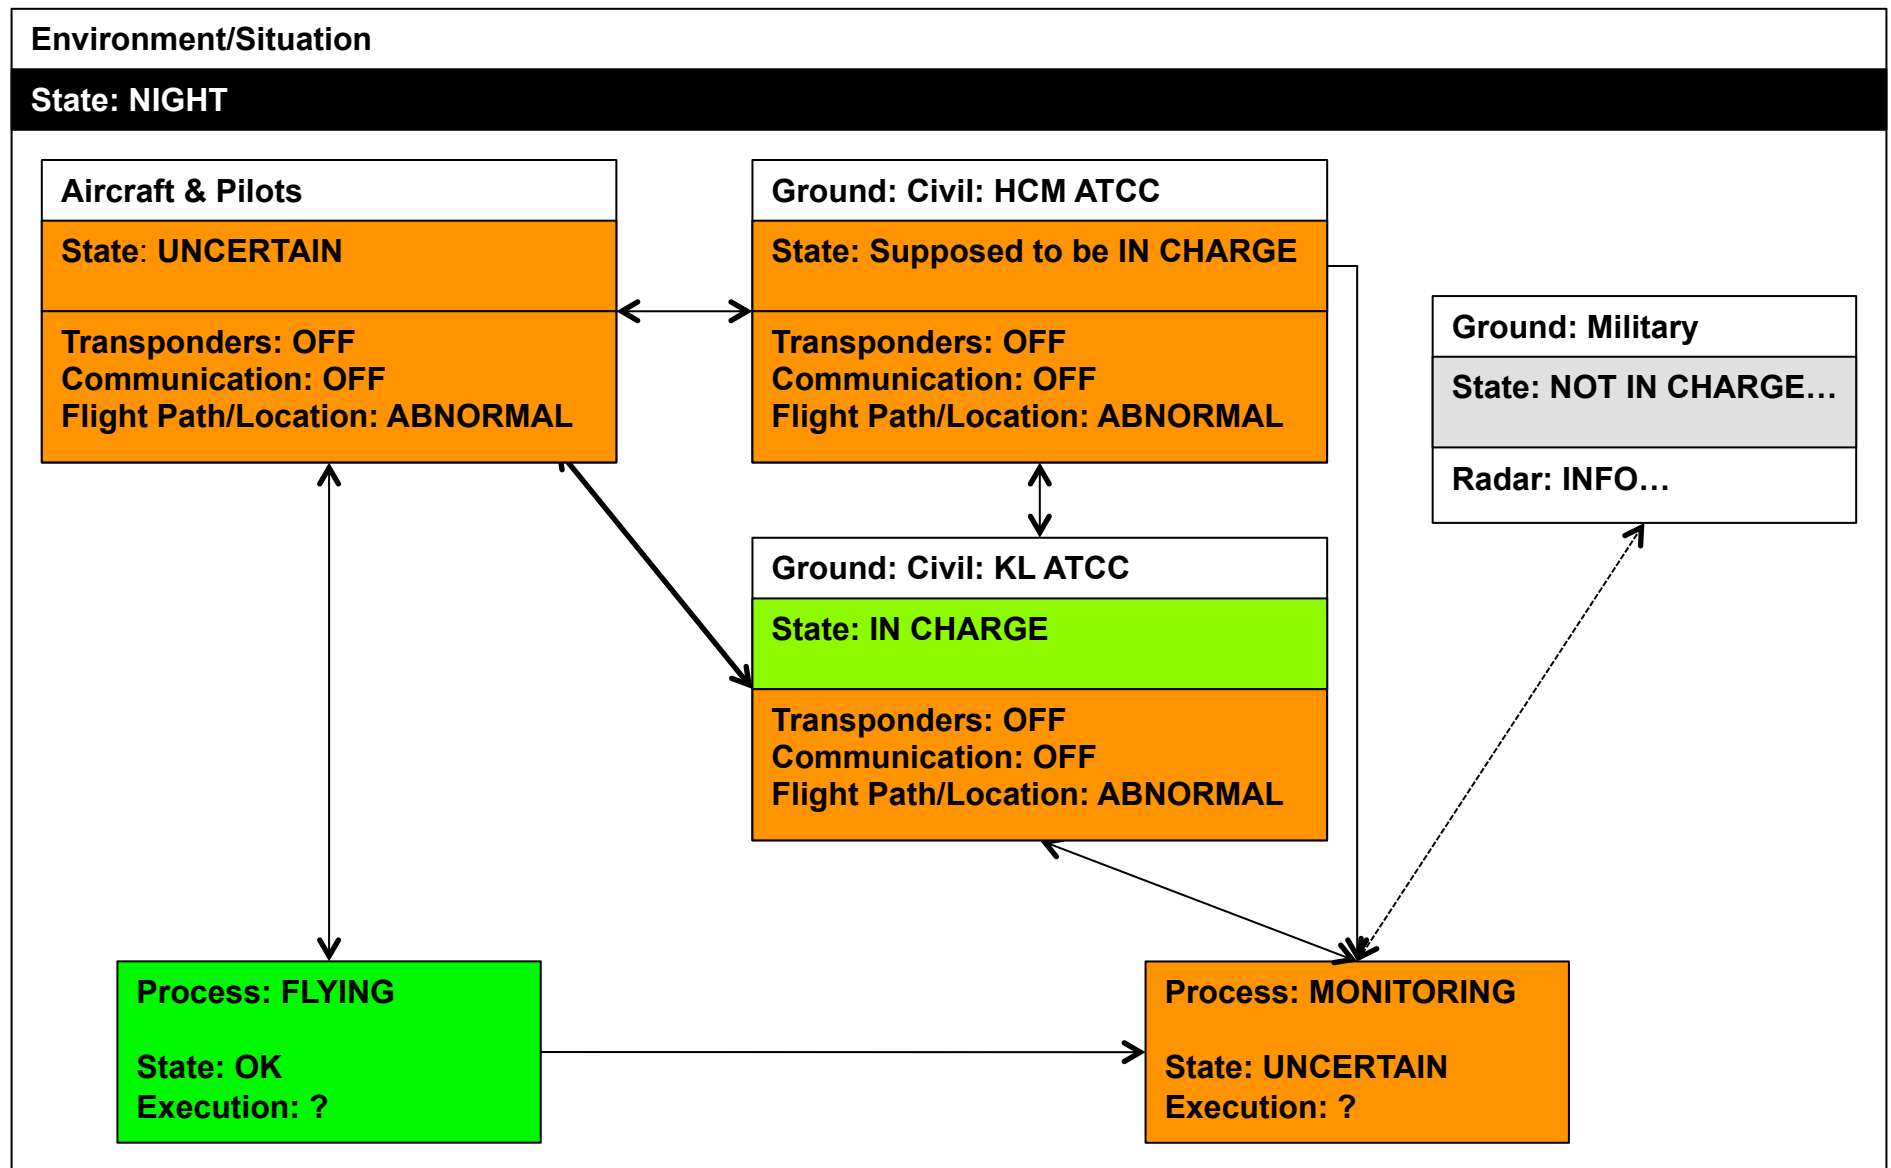 Environment/Situation
State: NIGHT
Aircraft & Pilots
State: UNCERTAIN
Transponders: OFF
Communication: OFF
Flight Path/Location: ABNORMAL
Ground: Civil: HCM ATCC
State: Supposed to be IN CHARGE
Transponders: OFF
Communication: OFF
Flight Path/Location: ABNORMAL
Ground: Military
State: NOT IN CHARGE…
Radar: INFO…
Ground: Civil: KL ATCC
State: IN CHARGE
Transponders: OFF
Communication: OFF
Flight Path/Location: ABNORMAL
Process: FLYING
State: OK
Execution: ?
Process: MONITORING
State: UNCERTAIN
Execution: ?